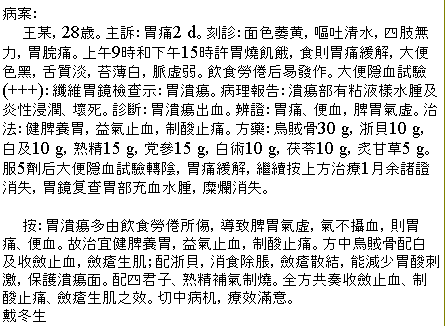 病案:
王某, 28歲。主訴: 胃痛2 d。刻診: 面色萎黃, 嘔吐清水, 四肢無
力, 胃脘痛。上午9時和下午15時許胃燒飢餓, 食則胃痛緩解, 大便
色黑, 舌質淡, 苔薄白, 脈虛弱。飲食勞倦后易發作。大便隱血試驗
(+++): 纖維胃鏡檢查示: 胃潰瘍。病理報告: 潰瘍部有粘液樣水腫及
炎性浸潤、壞死。診斷: 胃潰瘍出血。辨證: 胃痛、便血, 脾胃氣虛。治
法: 健脾養胃, 益氣止血, 制酸止痛。方藥: 烏賊骨30 g, 浙貝10 g,
白及10 g, 熟精15 g, 党參15 g, 白術10 g, 茯苓10 g, 炙甘草5 g。
服5劑后大便隱血試驗轉陰, 胃痛緩解, 繼續按上方治療1月余諸證
消失, 胃鏡复查胃部充血水腫, 糜爛消失。
按: 胃潰瘍多由飲食勞倦所傷, 導致脾胃氣虛, 氣不攝血, 則胃
痛、便血。故治宜健脾養胃, 益氣止血, 制酸止痛。方中烏賊骨配白
及收斂止血, 斂瘡生肌; 配浙貝, 消食除脹, 斂瘡散結, 能減少胃酸刺
激, 保護潰瘍面。配四君子、熟精補氣制燒。全方共奏收斂止血、制
酸止痛、斂瘡生肌之效。切中病机, 療效滿意。
戴冬生